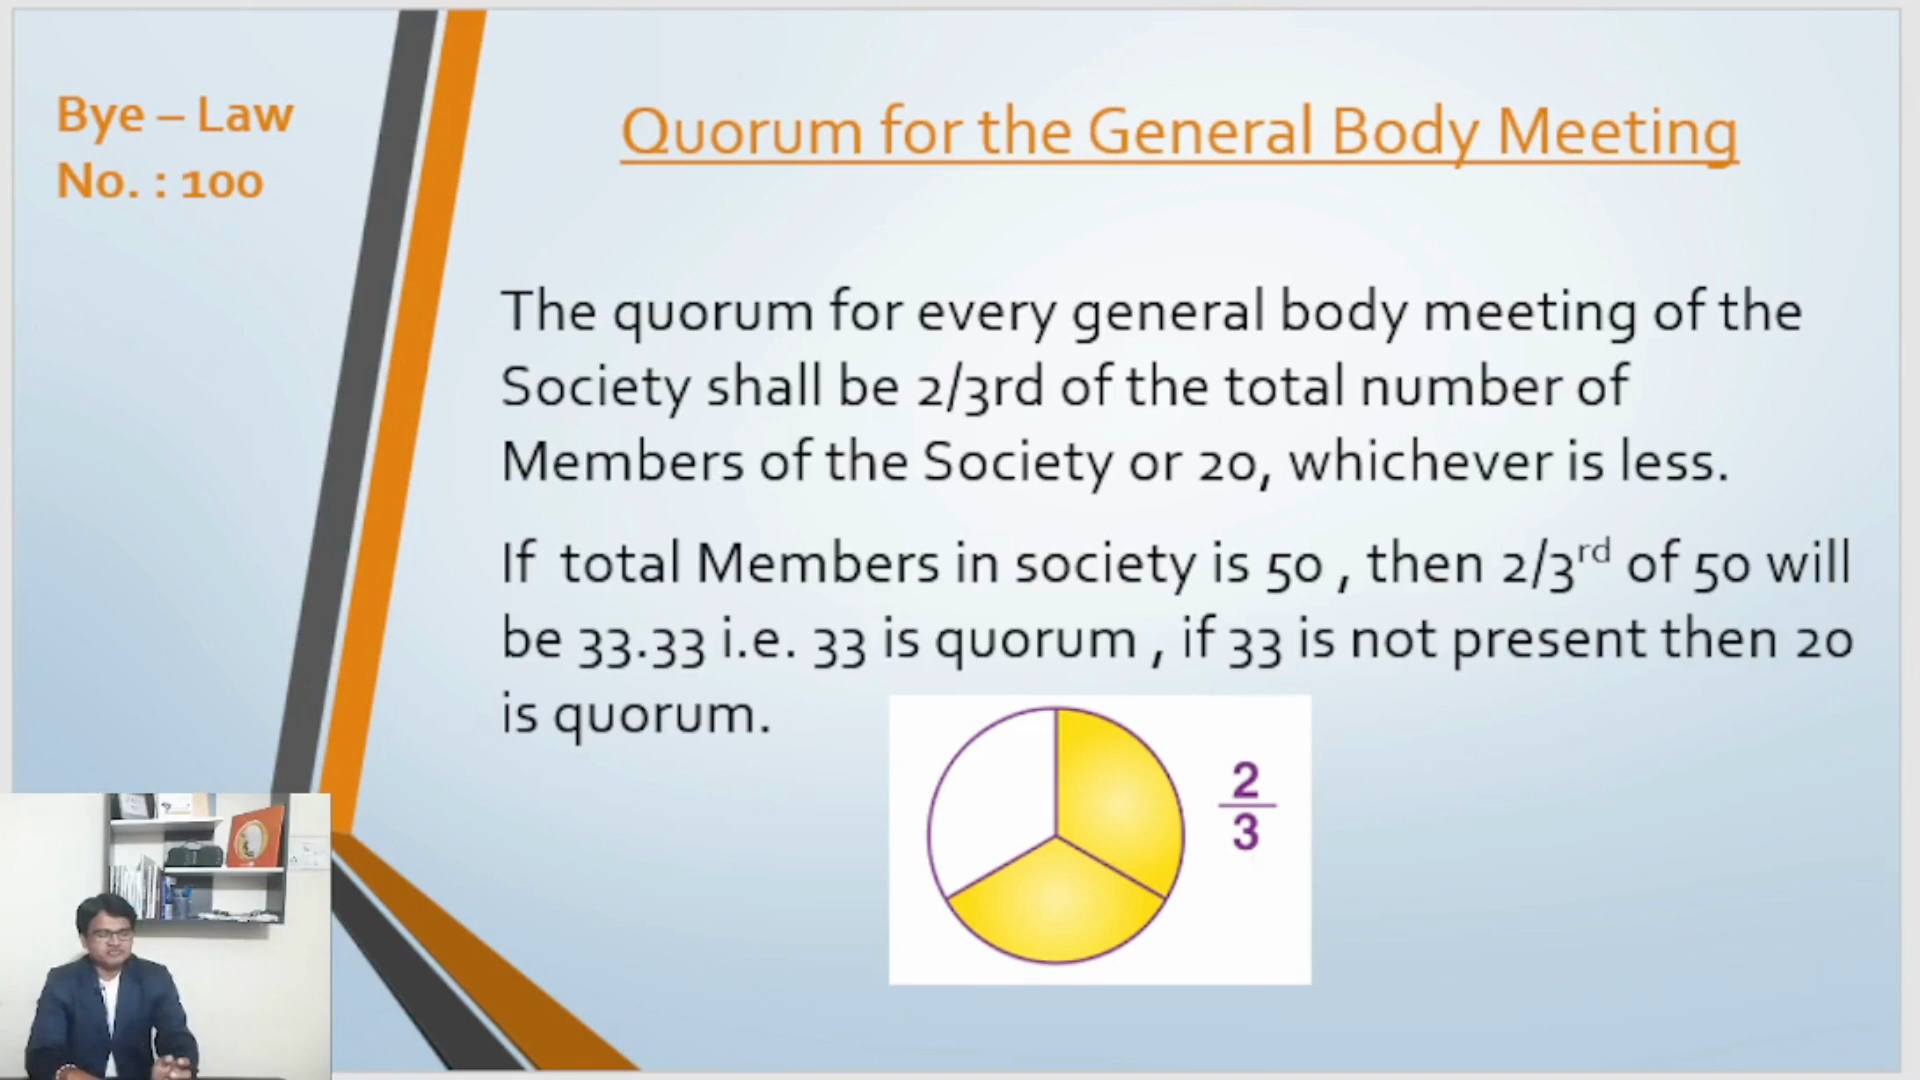 Bye – Law
No. : 100
Quorum for the General Body Meeting
The quorum for every general body meeting of the
Society shall be 2/3rd of the total number of
Members of the Society or 20, whichever is less.
If total Members in society is 50 , then 2/3rd of 50 will
be 33.33 i.e. 33 is quorum , if 33 is not present then 20
is quorum.
2
3